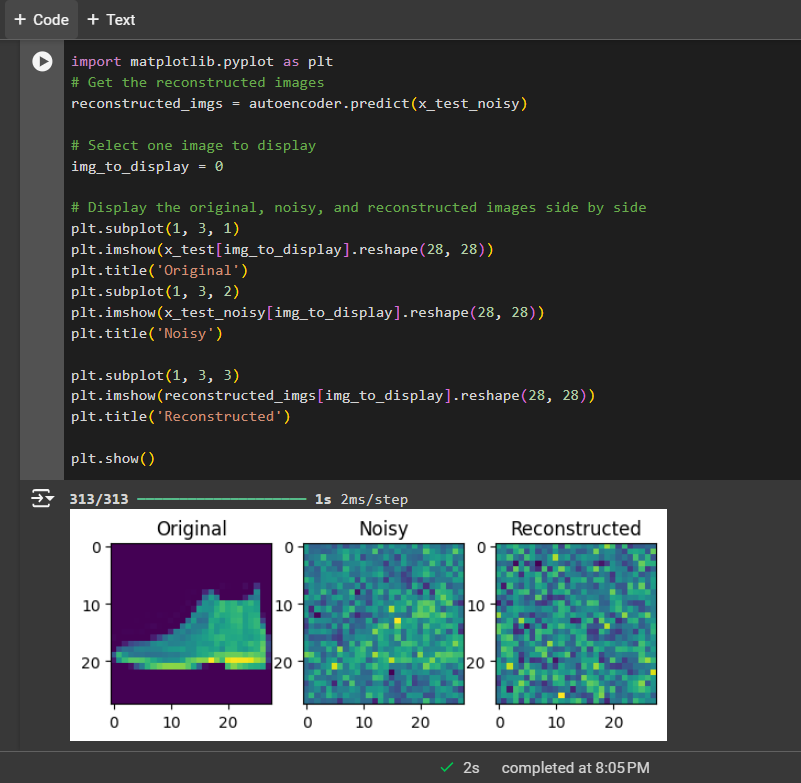 + Code + Text
import matplotlib.pyplot as plt
# Get the reconstructed images
reconstructed_imgs = autoencoder.predict(x_test_noisy)
# Select one image to display
img_to_display = 0
# Display the original, noisy, and reconstructed images side by side
plt.subplot(1, 3, 1)
plt.imshow(x_test[img_to_display].reshape(28, 28))
plt.title('Original')
plt.subplot(1, 3, 2)
plt.imshow(x_test_noisy[img_to_display].reshape(28, 28))
plt.title('Noisy')
plt.subplot(1, 3, 3)
plt.imshow(reconstructed_imgs[img_to_display].reshape(28, 28))
plt.title('Reconstructed')
plt.show()
313/313 1s 2ms/step
Original Noisy Reconstructed
0 0 0
10 10 10
20 20 20
0 10 20 0 10 20 0 10 20
2s completed at 8:05 PM